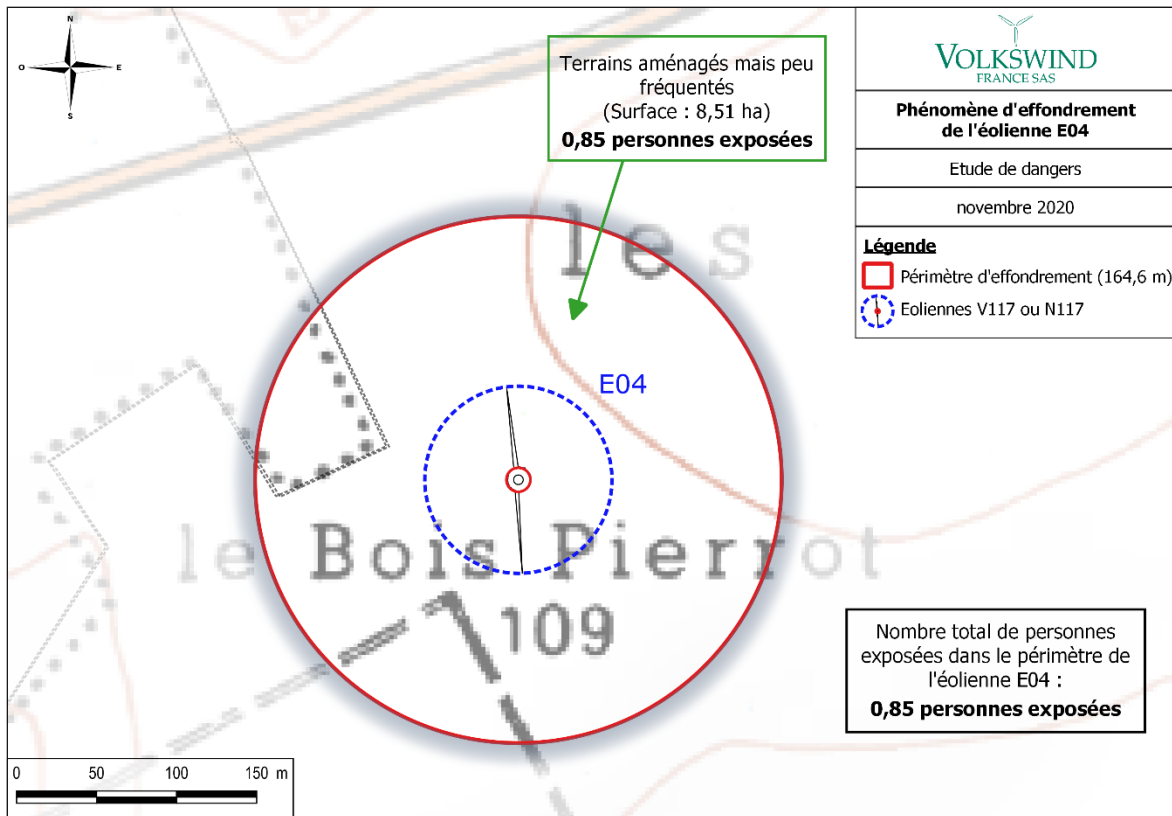 N
O
E
S
Terrains aménagés mais peu
fréquentés
(Surface : 8,51 ha)
0,85 personnes exposées
VOLKSWIND
FRANCE SAS
Phénomène d'effondrement
de l'éolienne E04
Etude de dangers
novembre 2020
Légende
Périmètre d'effondrement (164,6 m)
Eoliennes V117 ou N117
les
E04
le Bois Pierrot
109
Nombre total de personnes
exposées dans le périmètre de
l'éolienne E04 :
0,85 personnes exposées
0 50 100 150 m